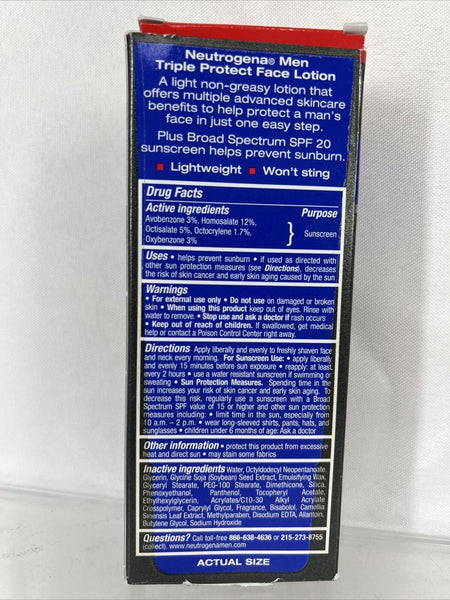 Neutrogena® Men
Triple Protect Face Lotion
A light non-greasy lotion that
offers multiple advanced skincare
benefits to help protect a man's
face in just one easy step.
Plus Broad Spectrum SPF 20
sunscreen helps prevent sunburn.
Lightweight ■ Won't sting
Drug Facts
Active ingredients Purpose
Avobenzone 3%, Homosalate 12%,
Octisalate 5%, Octocrylene 1.7%, } Sunscreen
Oxybenzone 3%
Uses • helps prevent sunburn • if used as directed with
other sun protection measures (see Directions), decreases
the risk of skin cancer and early skin aging caused by the sun
Warnings
• For external use only • Do not use on damaged or broken
skin • When using this product keep out of eyes. Rinse with
water to remove. • Stop use and ask a doctor if rash occurs
• Keep out of reach of children. If swallowed, get medical
help or contact a Poison Control Center right away.
Directions Apply liberally and evenly to freshly shaven face
and neck every morning. For Sunscreen Use: • apply liberally
and evenly 15 minutes before sun exposure • reapply: at least
every 2 hours • use a water resistant sunscreen if swimming or
sweating • Sun Protection Measures. Spending time in the
sun increases your risk of skin cancer and early skin aging. To
decrease this risk, regularly use a sunscreen with a Broad
Spectrum SPF value of 15 or higher and other sun protection
measures including: • limit time in the sun, especially from
10 a.m. – 2 p.m. • wear long-sleeved shirts, pants, hats, and
sunglasses • children under 6 months of age: Ask a doctor
Other information • protect this product from excessive
heat and direct sun • may stain some fabrics
Inactive ingredients Water, Octyldodecyl Neopentanoate,
Glycerin, Glycine Soja (Soybean) Seed Extract, Emulsifying Wax,
Glyceryl Stearate, PEG-100 Stearate, Dimethicone, Silica,
Phenoxyethanol, Panthenol, Tocopheryl Acetate,
Ethylhexylglycerin, Acrylates/C10-30 Alkyl Acrylate
Crosspolymer, Caprylyl Glycol, Fragrance, Bisabolol, Camellia
Sinensis Leaf Extract, Methylparaben, Disodium EDTA, Allantoin,
Butylene Glycol, Sodium Hydroxide
Questions? Call toll-free 866-638-4636 or 215-273-8755
(collect). www.neutrogenamen.com
ACTUAL SIZE